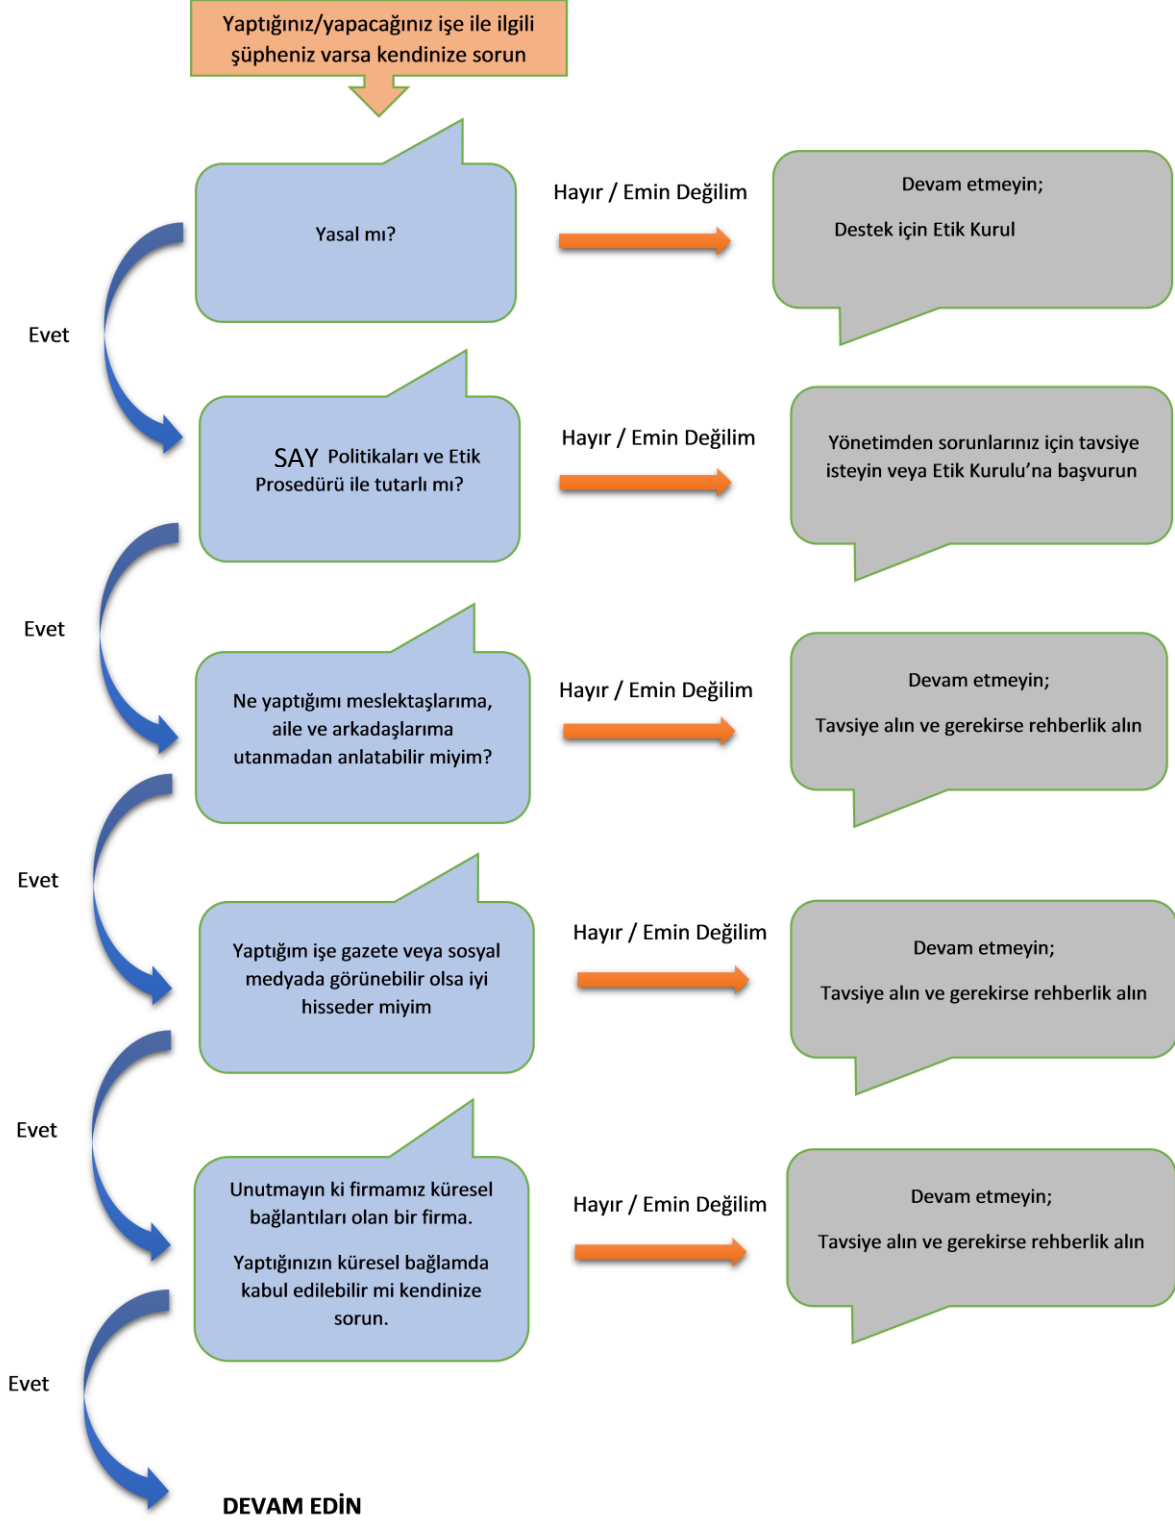 Yaptığınız/yapacağınız işe ile ilgili
şüpheniz varsa kendinize sorun
Yasal mı?
Hayır / Emin Değilim
Devam etmeyin;
Destek için Etik Kurul
Evet
SAY Politikaları ve Etik
Prosedürü ile tutarlı mı?
Hayır / Emin Değilim
Yönetimden sorunlarınız için tavsiye
isteyin veya Etik Kurulu’na başvurun
Evet
Ne yaptığımı meslektaşlarıma,
aile ve arkadaşlarıma
utanmadan anlatabilir miyim?
Hayır / Emin Değilim
Devam etmeyin;
Tavsiye alın ve gerekirse rehberlik alın
Evet
Yaptığım işe gazete veya sosyal
medyada görünebilir olsa iyi
hisseder miyim
Hayır / Emin Değilim
Devam etmeyin;
Tavsiye alın ve gerekirse rehberlik alın
Evet
Unutmayın ki firmamız küresel
bağlantıları olan bir firma.
Yaptığınızın küresel bağlamda
kabul edilebilir mi kendinize
sorun.
Hayır / Emin Değilim
Devam etmeyin;
Tavsiye alın ve gerekirse rehberlik alın
Evet
DEVAM EDİN